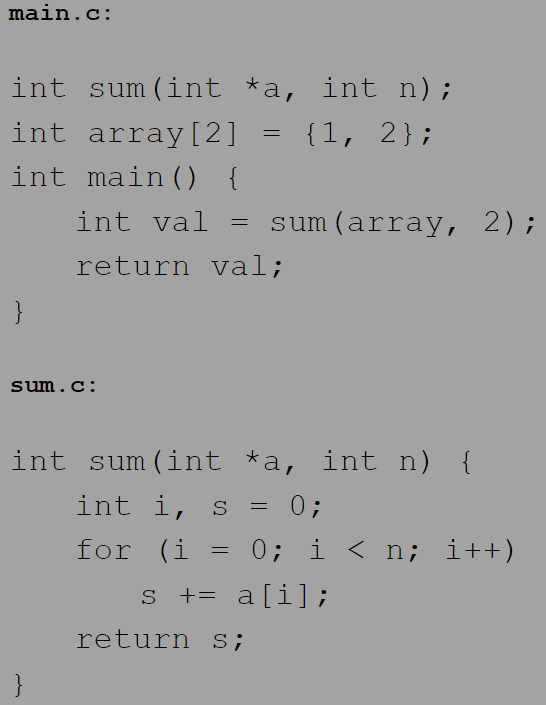 main.c:
int sum(int *a, int n);
int array[2] = {1, 2};
int main() {
    int val = sum(array, 2);
    return val;
}
sum.c:
int sum(int *a, int n) {
    int i, s = 0;
    for (i = 0; i < n; i++)
        s += a[i];
    return s;
}